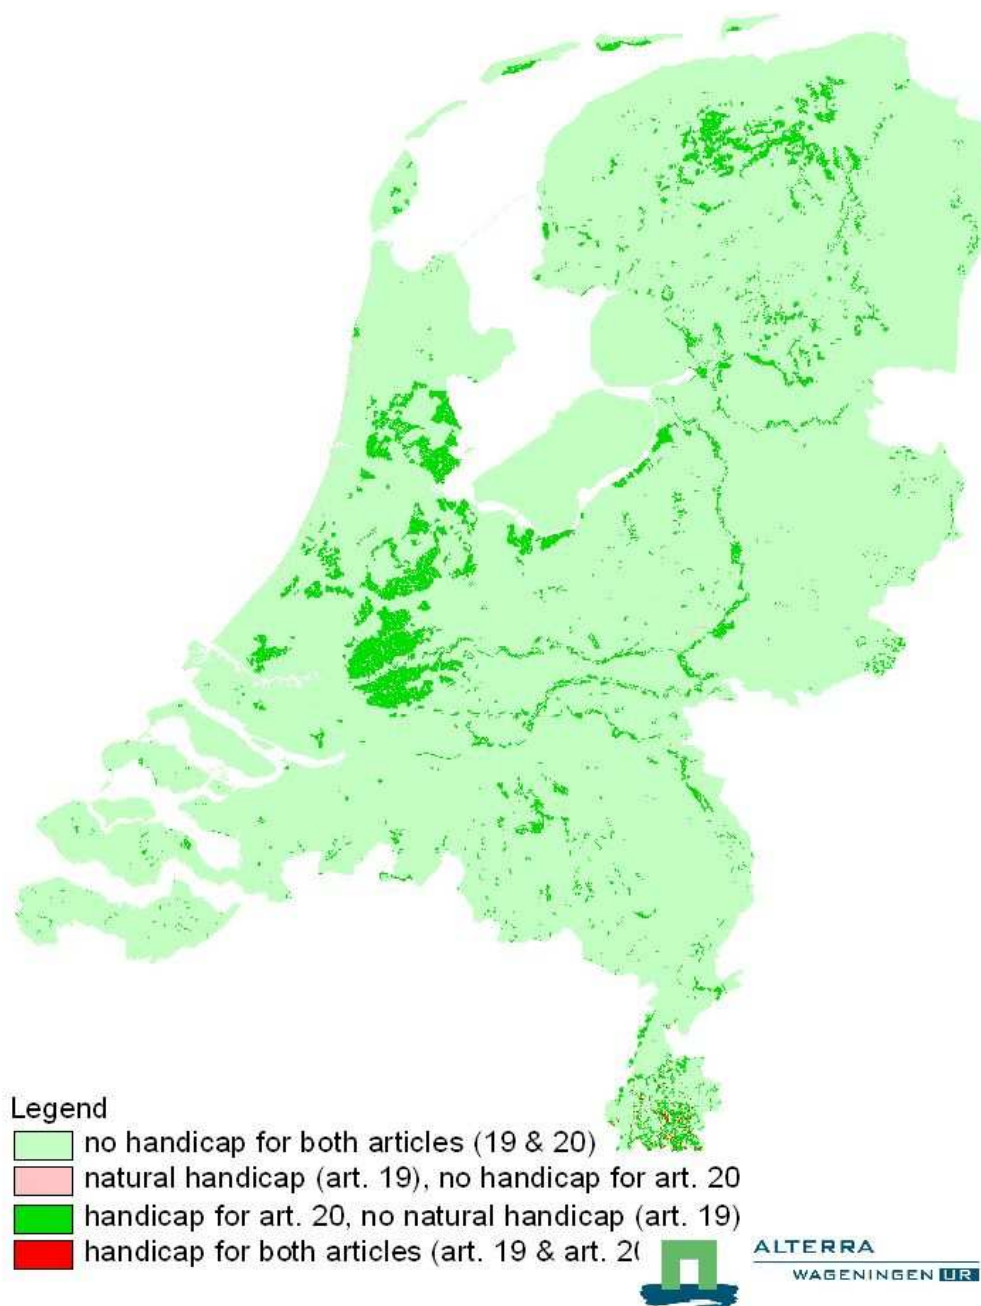 Legend
no handicap for both articles (19 & 20)
natural handicap (art. 19), no handicap for art. 20
handicap for art. 20, no natural handicap (art. 19)
handicap for both articles (art. 19 & art. 20
ALTERRA
WAGENINGEN UR